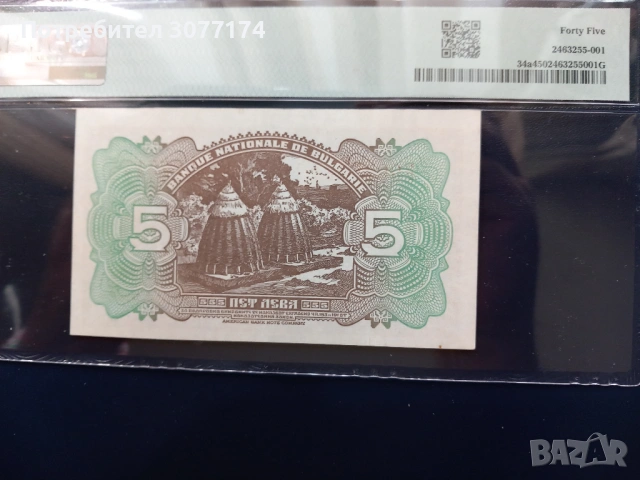 Потребител 3077174
Forty Five
2463255-001
34a4502463255001G
BANQUE NATIONALE DE BULGARIE
5 5
ПЕТ ЛЕВА
AMERICAN BANK NOTE COMPANY
BAZAR